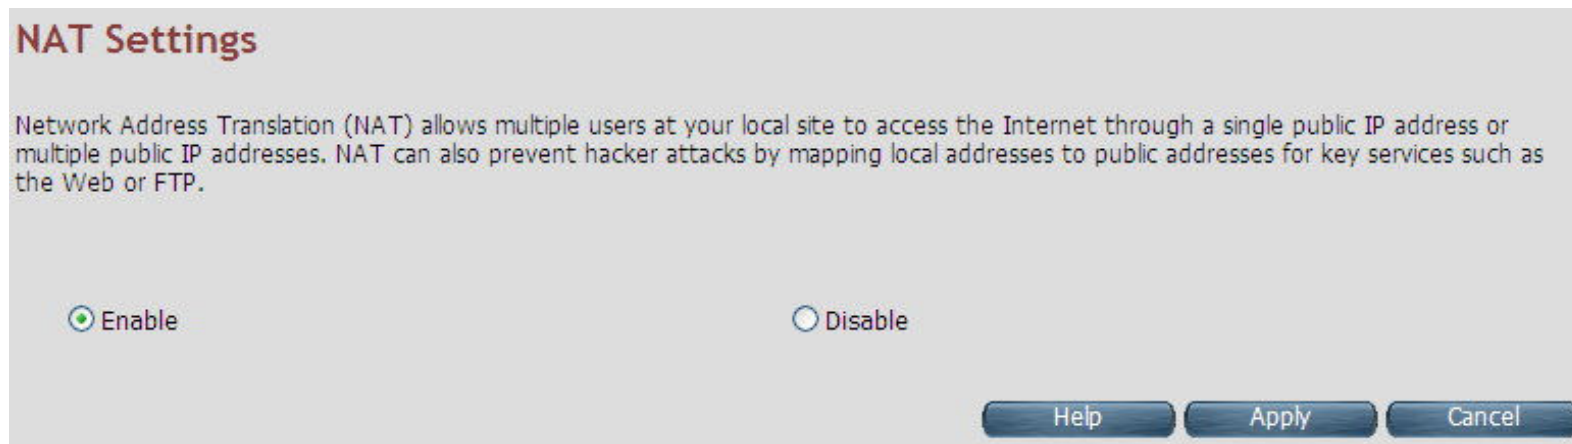 NAT Settings
Network Address Translation (NAT) allows multiple users at your local site to access the Internet through a single public IP address or
multiple public IP addresses. NAT can also prevent hacker attacks by mapping local addresses to public addresses for key services such as
the Web or FTP.
Enable Disable
Help Apply Cancel